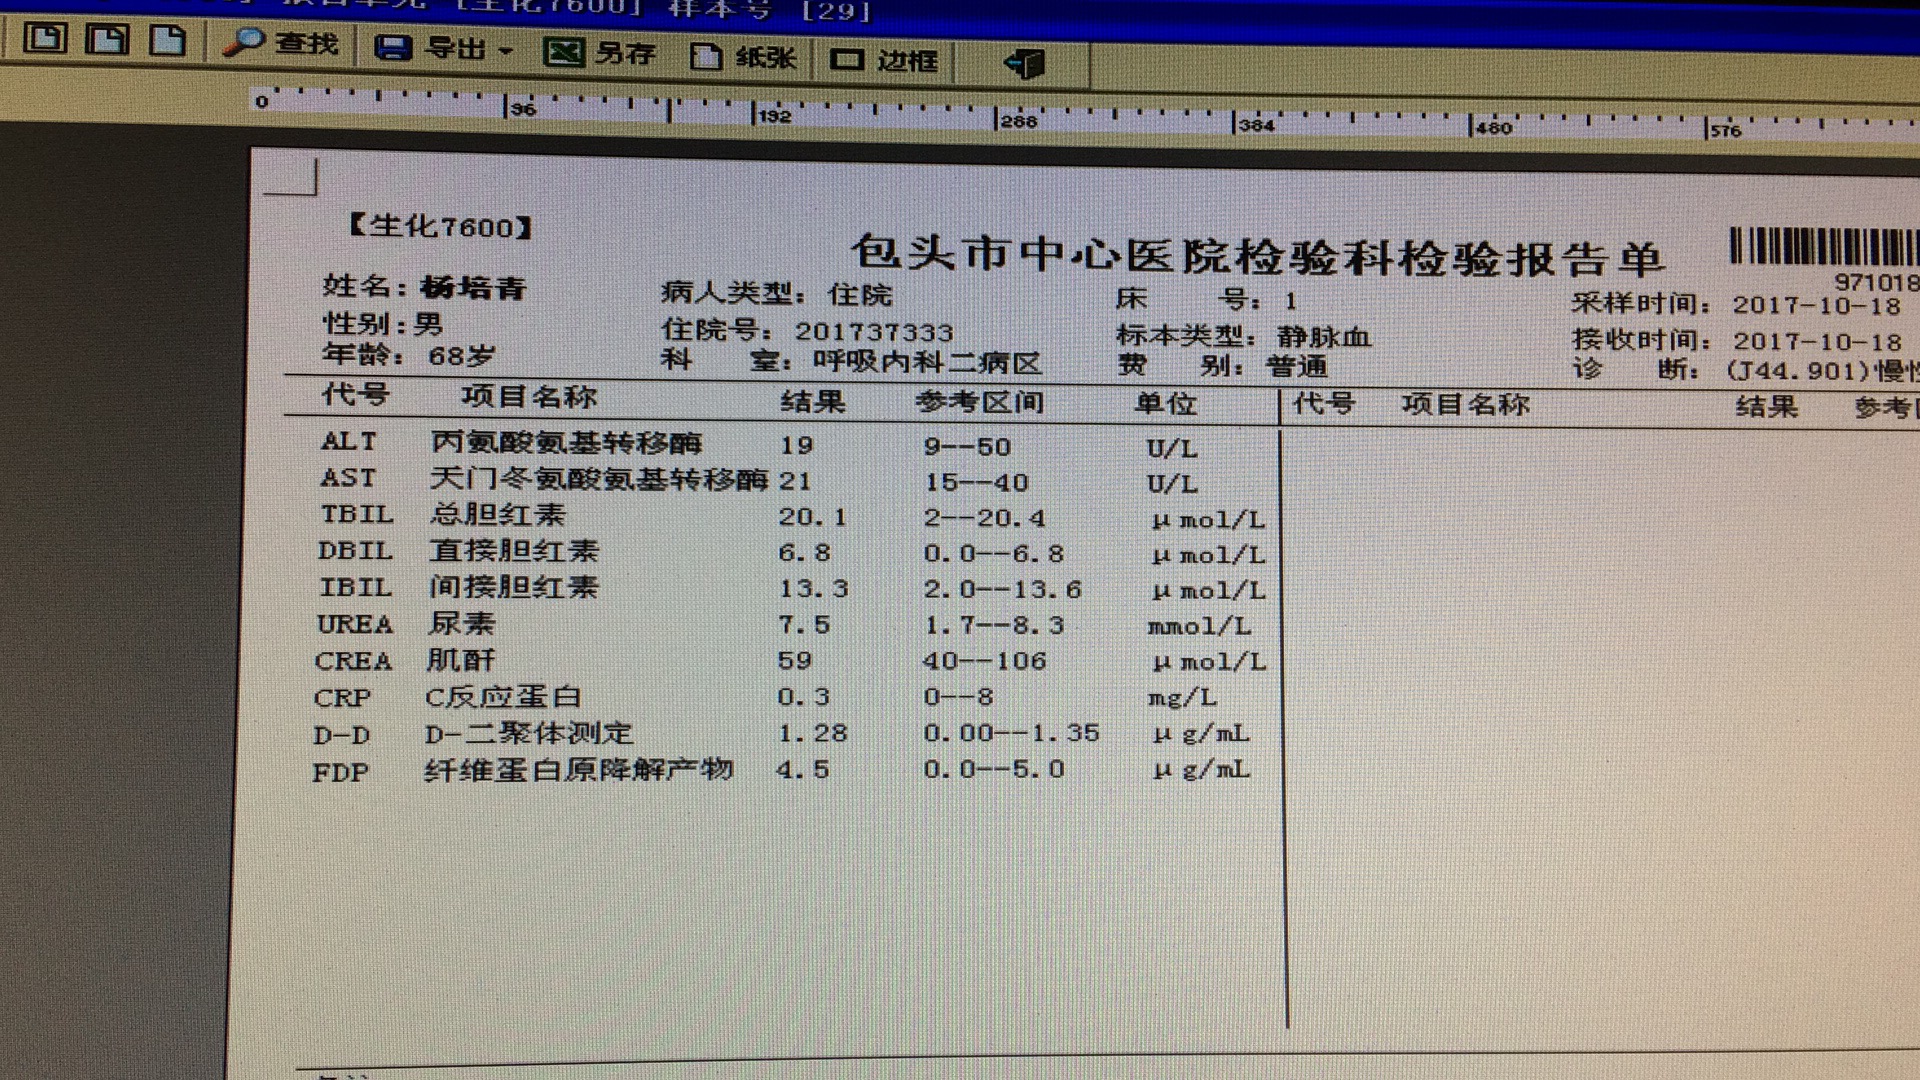 [生化7600] 样本号 [29]
查找 导出 另存 纸张 边框
0 96 192 288 384 480 576
【生化7600】
包头市中心医院检验科检验报告单
971018
姓名：杨培青 病人类型：住院 床 号：1 采样时间：2017-10-18
性别：男 住院号：201737333 标本类型：静脉血 接收时间：2017-10-18
年龄：68岁 科 室：呼吸内科二病区 费 别：普通 诊 断：(J44.901)慢性
代号 项目名称 结果 参考区间 单位 代号 项目名称 结果 参考
ALT 丙氨酸氨基转移酶 19 9--50 U/L
AST 天门冬氨酸氨基转移酶 21 15--40 U/L
TBIL 总胆红素 20.1 2--20.4 μmol/L
DBIL 直接胆红素 6.8 0.0--6.8 μmol/L
IBIL 间接胆红素 13.3 2.0--13.6 μmol/L
UREA 尿素 7.5 1.7--8.3 mmol/L
CREA 肌酐 59 40--106 μmol/L
CRP C反应蛋白 0.3 0--8 mg/L
D-D D-二聚体测定 1.28 0.00--1.35 μg/mL
FDP 纤维蛋白原降解产物 4.5 0.0--5.0 μg/mL